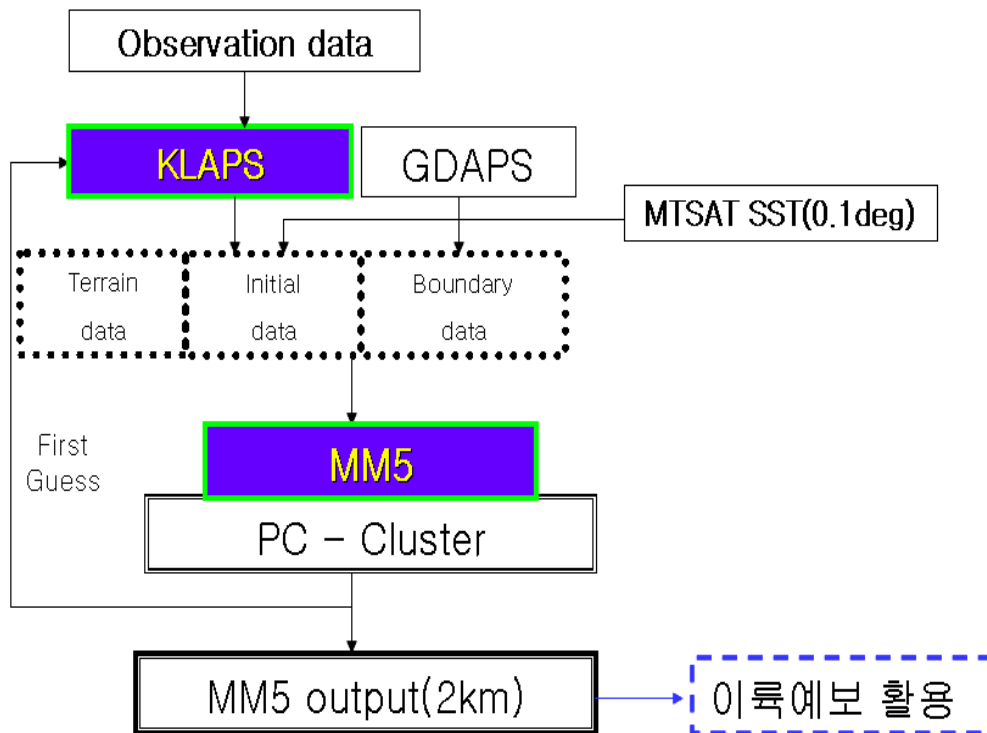 Observation data
KLAPS
GDAPS
MTSAT SST(0.1deg)
Terrain
data
Initial
data
Boundary
data
First
Guess
MM5
PC - Cluster
MM5 output(2km)
이륙예보 활용